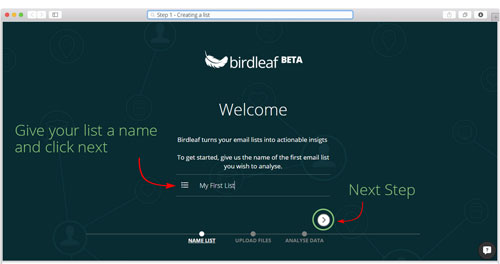 Step 1 - Creating a list
birdleaf BETA
Welcome
Give your list a name
and click next
Birdleaf turns your email lists into actionable insigts
To get started, give us the name of the first email list
you wish to analyse.
My First List
Next Step
NAME LIST
UPLOAD FILES
ANALYSE DATA